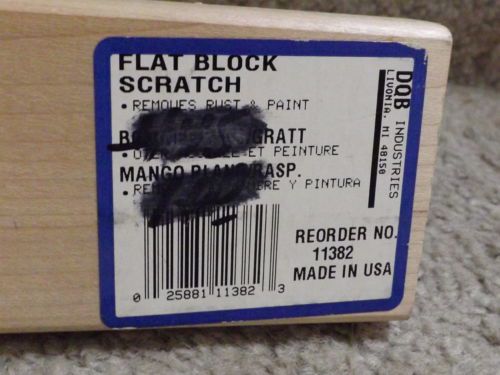 FLAT BLOCK
SCRATCH
• REMOVES RUST & PAINT
GRATT
ET PEINTURE
MANGO PLANO RASP.
Y PINTURA
DQB INDUSTRIES
LIVONIA, MI 48150
REORDER NO.
11382
MADE IN USA
0 25881 11382 3